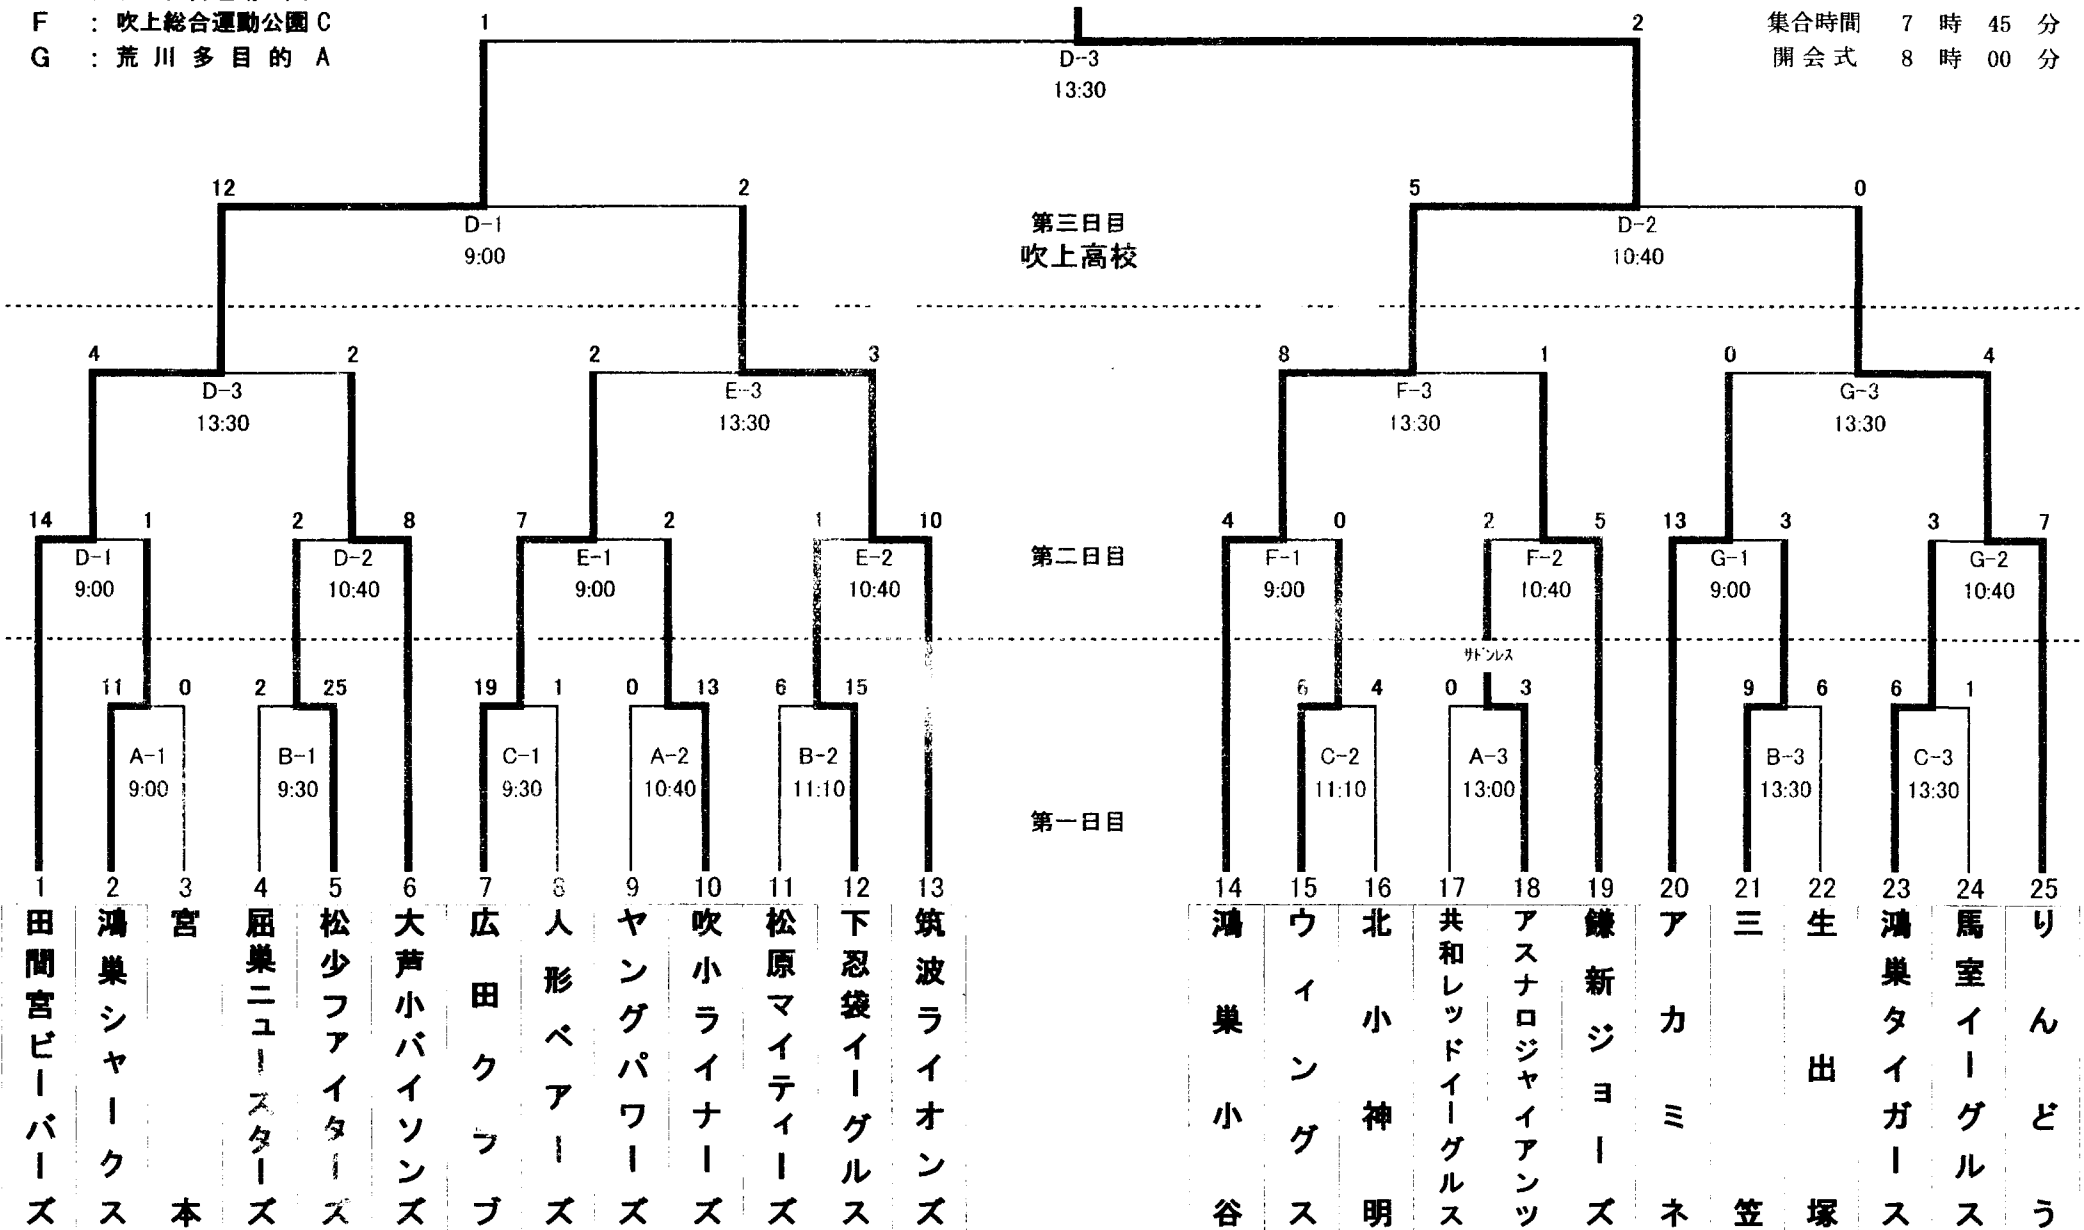 F : 吹上総合運動公園 C
G : 荒川多目的 A
集合時間 7 時 45 分
開会式 8 時 00 分
1 2
D-3
13:30
12 2 5 0
D-1 D-2
9:00 10:40
第三日目
吹上高校
4 2 2 3 8 1 0 4
D-3 E-3 F-3 G-3
13:30 13:30 13:30 13:30
14 1 2 8 7 2 1 10 4 0 2 5 13 3 3 7
D-1 D-2 E-1 E-2 F-1 F-2 G-1 G-2
9:00 10:40 9:00 10:40 9:00 10:40 9:00 10:40
第二日目
サドンレス
11 0 2 25 19 1 0 13 6 15 6 4 0 3 9 6 6 1
A-1 B-1 C-1 A-2 B-2 C-2 A-3 B-3 C-3
9:00 9:30 9:30 10:40 11:10 11:10 13:00 13:30 13:30
第一日目
1 2 3 4 5 6 7 8 9 10 11 12 13 14 15 16 17 18 19 20 21 22 23 24 25
田間宮ビーバーズ
鴻巣シャークス
宮本
屈巣ニュースターズ
松少ファイターズ
大芦小バイソンズ
広田クラブ
人形ベアーズ
ヤングパワーズ
吹小ライナーズ
松原マイティーズ
下忍袋イーグルス
筑波ライオンズ
鴻巣小谷
ウィングス
北小神明
共和レッドイーグルス
アスナロジャイアンツ
鎌新ジョーズ
アカミネ
三笠
生出塚
鴻巣タイガース
馬室イーグルス
りんどう